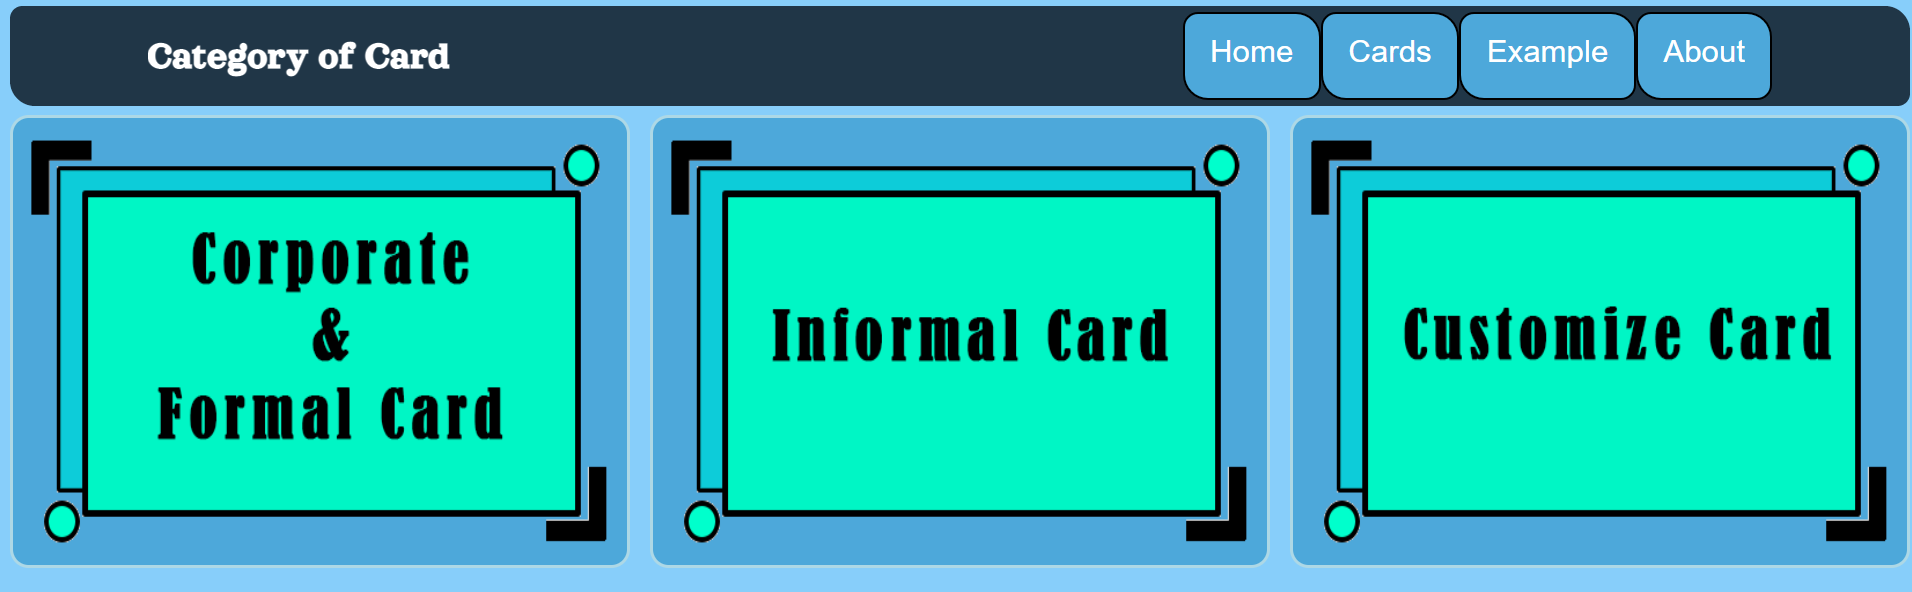 Category of Card
Home Cards Example About
Corporate
&
Formal Card
Informal Card
Customize Card